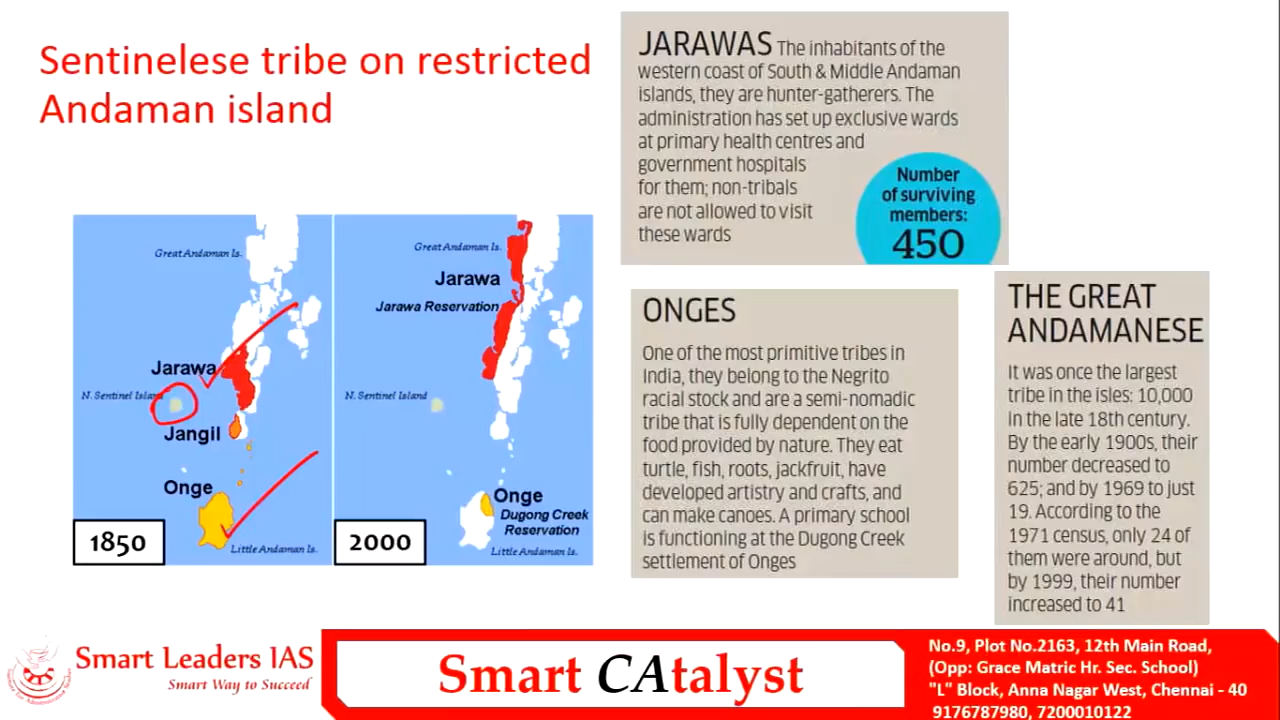 Sentinelese tribe on restricted
Andaman island
Great Andaman Is.
Jarawa
N. Sentinel Island
Jangil
Onge
1850
Little Andaman Is.
Great Andaman Is.
Jarawa
Jarawa Reservation
N. Sentinel Island
Onge
Dugong Creek
Reservation
2000
Little Andaman Is.
JARAWAS The inhabitants of the
western coast of South & Middle Andaman
islands, they are hunter-gatherers. The
administration has set up exclusive wards
at primary health centres and
government hospitals
for them; non-tribals
are not allowed to visit
these wards
Number
of surviving
members:
450
ONGES
One of the most primitive tribes in
India, they belong to the Negrito
racial stock and are a semi-nomadic
tribe that is fully dependent on the
food provided by nature. They eat
turtle, fish, roots, jackfruit, have
developed artistry and crafts, and
can make canoes. A primary school
is functioning at the Dugong Creek
settlement of Onges
THE GREAT
ANDAMANESE
It was once the largest
tribe in the isles: 10,000
in the late 18th century.
By the early 1900s, their
number decreased to
625; and by 1969 to just
19. According to the
1971 census, only 24 of
them were around, but
by 1999, their number
increased to 41
Smart Leaders IAS
Smart Way to Succeed
Smart CAtalyst
No.9, Plot No.2163, 12th Main Road,
(Opp: Grace Matric Hr. Sec. School)
"L" Block, Anna Nagar West, Chennai - 40
9176787980, 7200010122